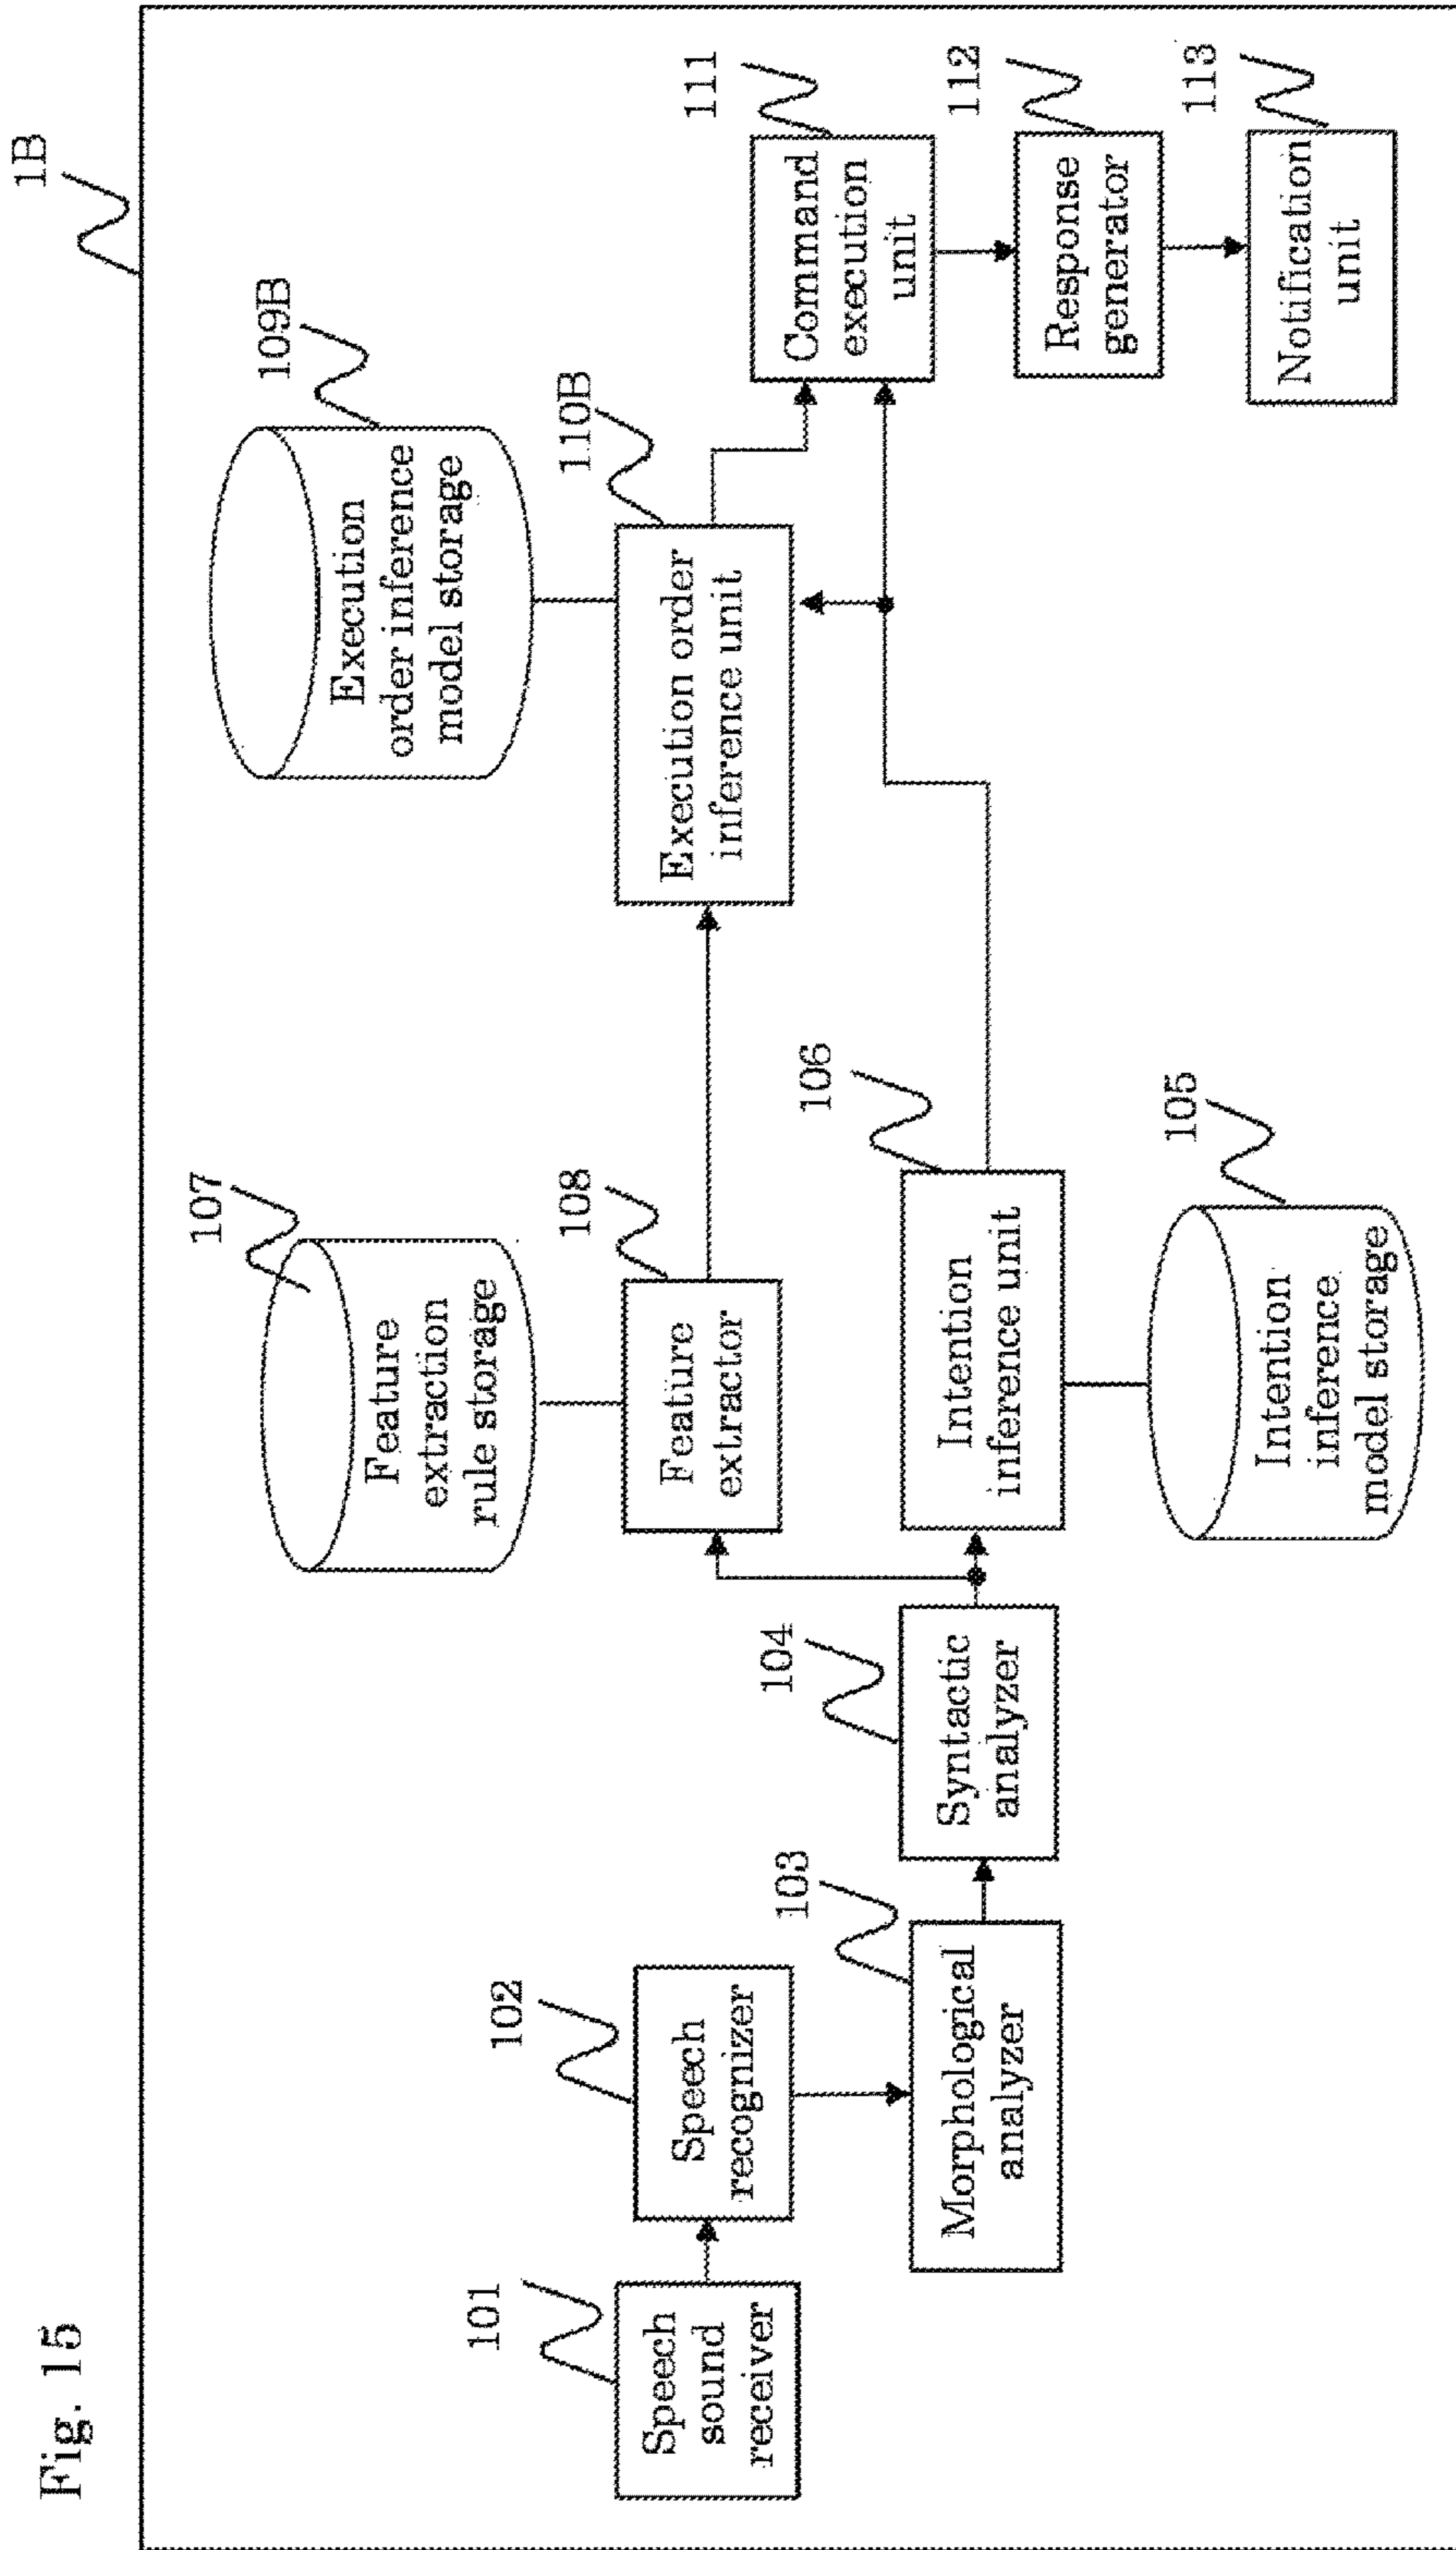 Fig. 15
1B
101
Speech
sound
receiver
102
Speech
recognizer
103
Morphological
analyzer
104
Syntactic
analyzer
107
Feature
extraction
rule storage
108
Feature
extractor
106
Intention
inference unit
105
Intention
inference
model storage
109B
Execution
order inference
model storage
110B
Execution order
inference unit
111
Command
execution
unit
112
Response
generator
113
Notification
unit